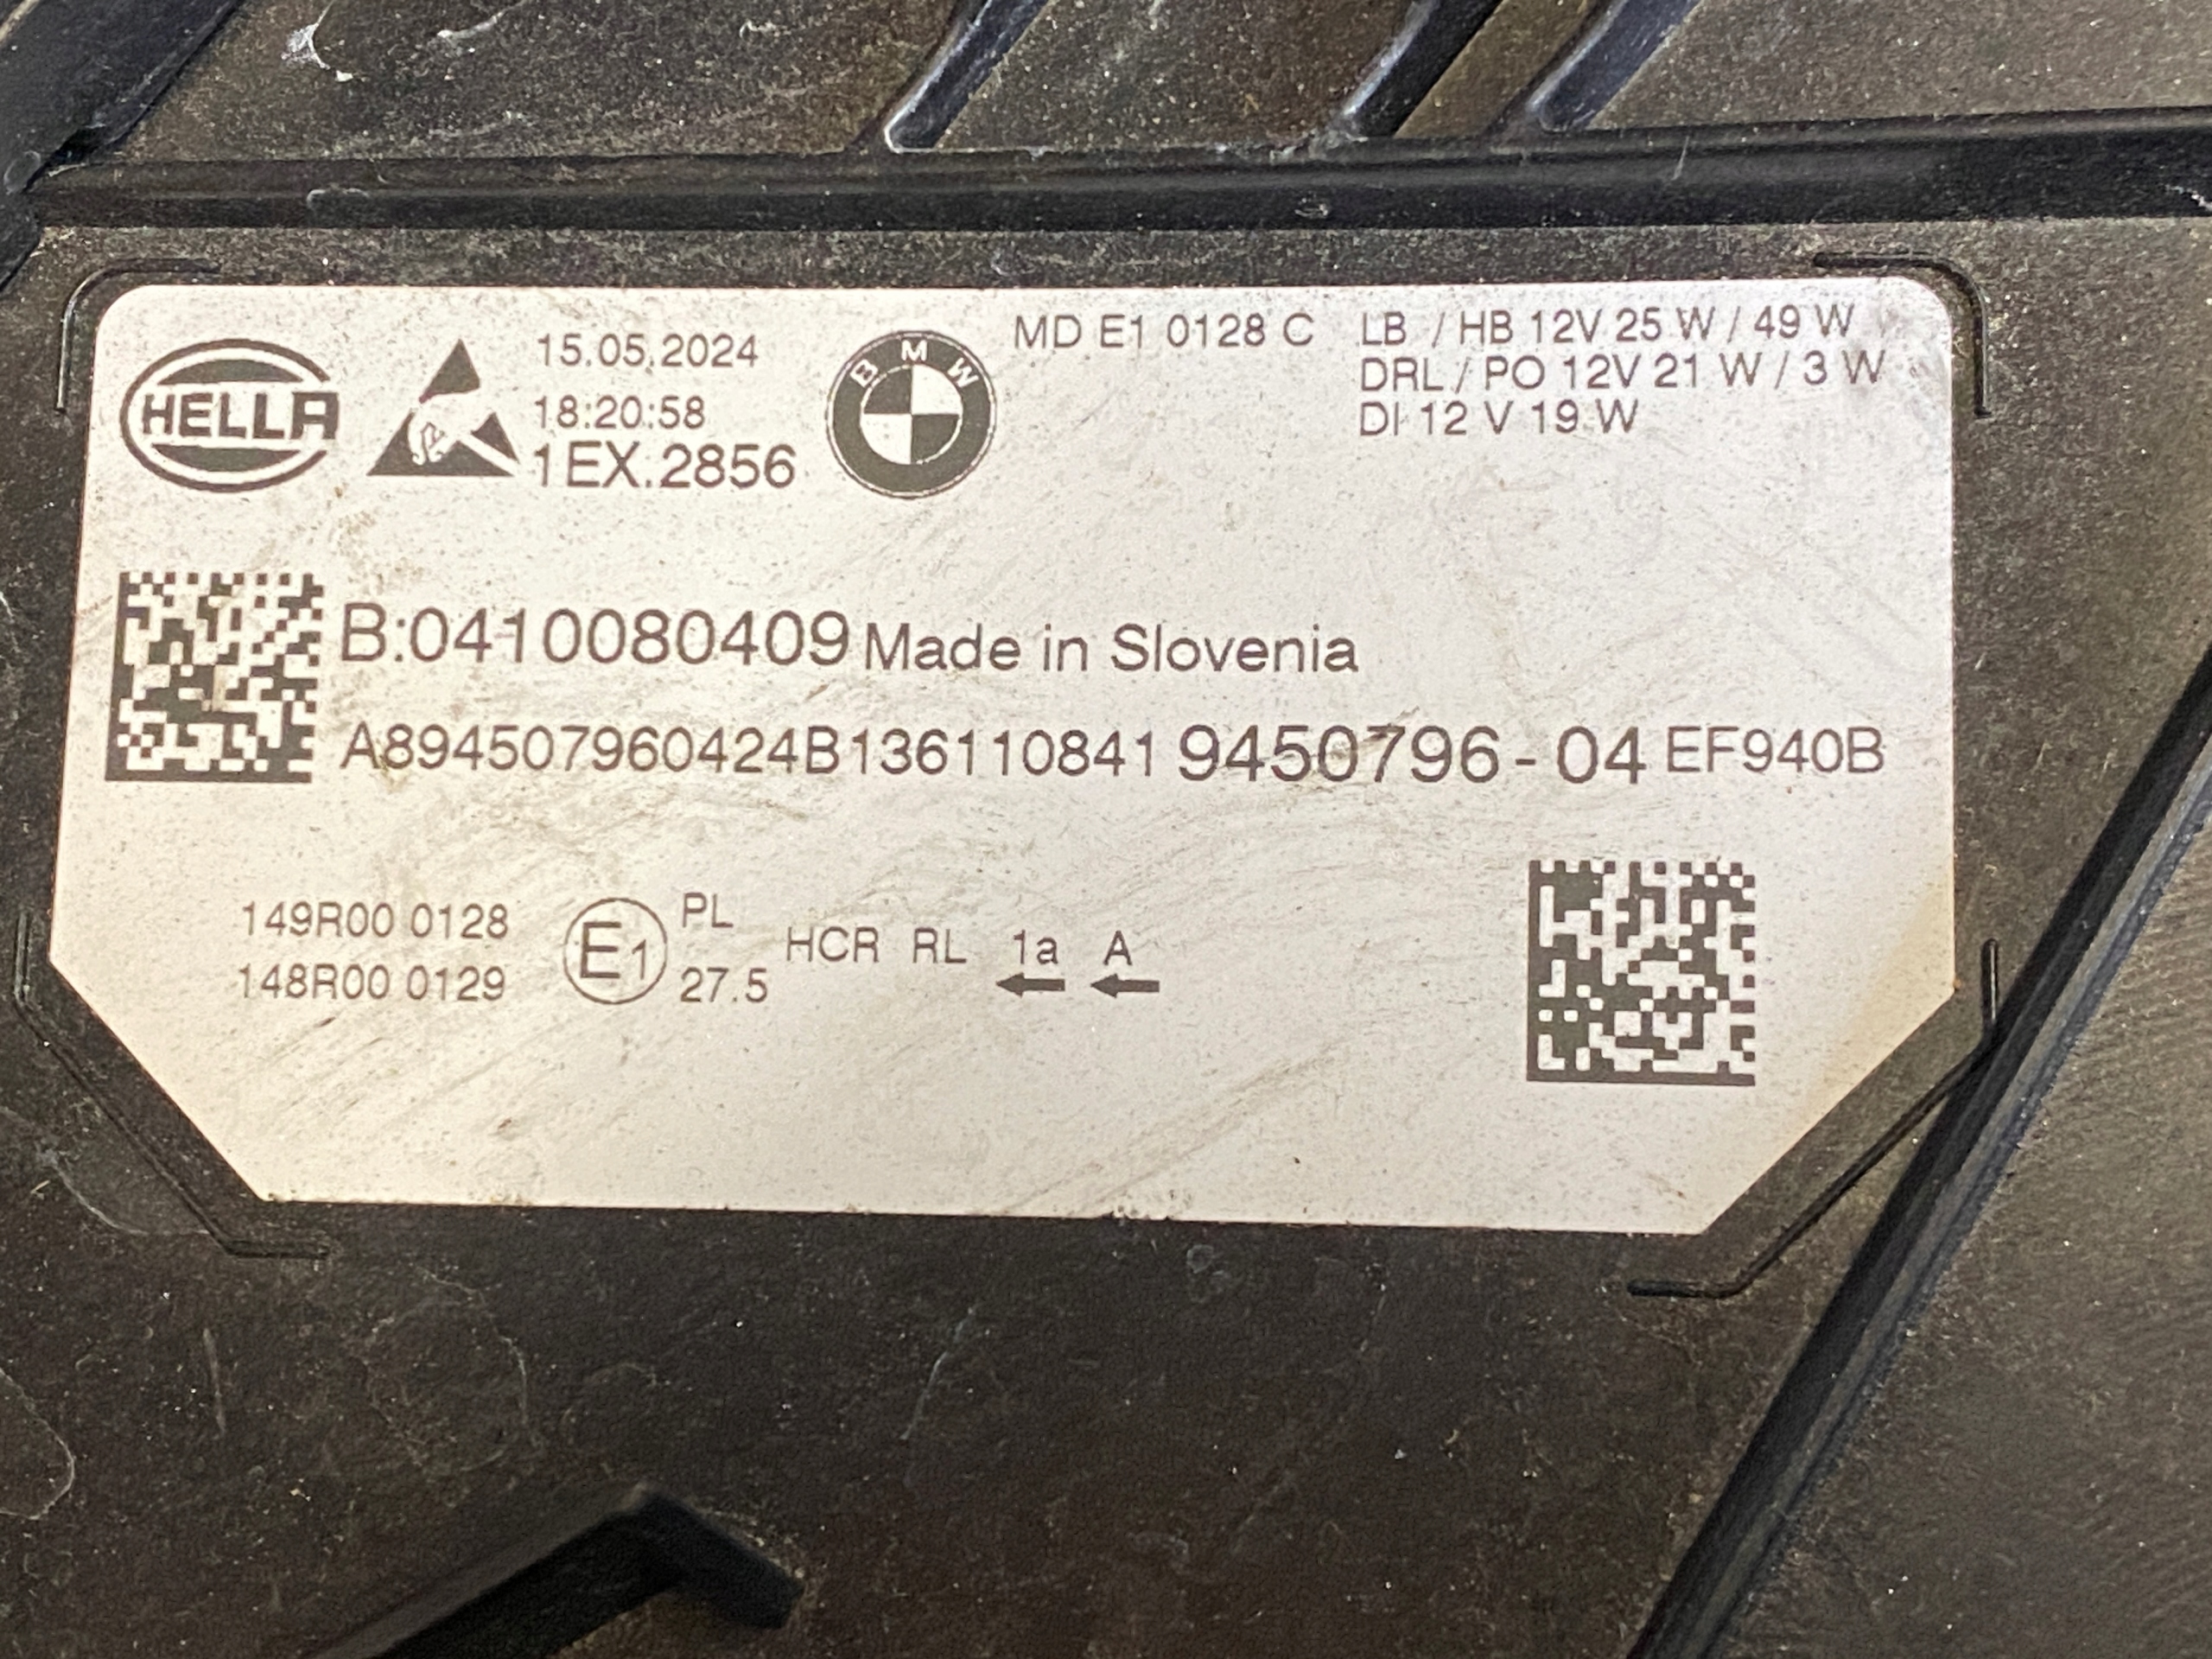 HELLA
15.05.2024
18:20:58
1EX.2856
BMW
MD E1 0128 C
LB / HB 12V 25 W / 49 W
DRL / PO 12V 21 W / 3 W
DI 12 V 19 W
B:0410080409 Made in Slovenia
A894507960424B1361108419450796-04 EF940B
149R00 0128
148R00 0129
E1
PL
27.5
HCR RL 1a A